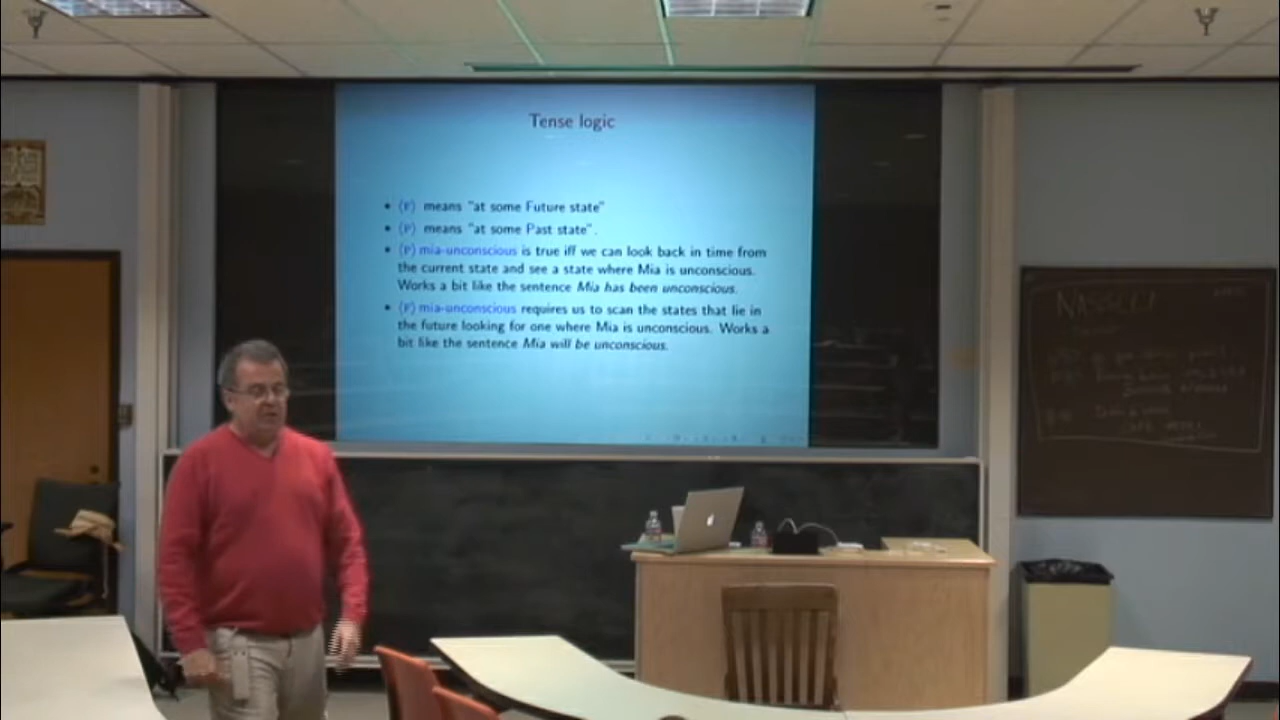 Tense logic
• ⟨F⟩ means "at some Future state"
• ⟨P⟩ means "at some Past state".
• ⟨P⟩ mia-unconscious is true iff we can look back in time from
the current state and see a state where Mia is unconscious.
Works a bit like the sentence Mia has been unconscious.
• ⟨F⟩ mia-unconscious requires us to scan the states that lie in
the future looking for one where Mia is unconscious. Works a
bit like the sentence Mia will be unconscious.
NASSLLI